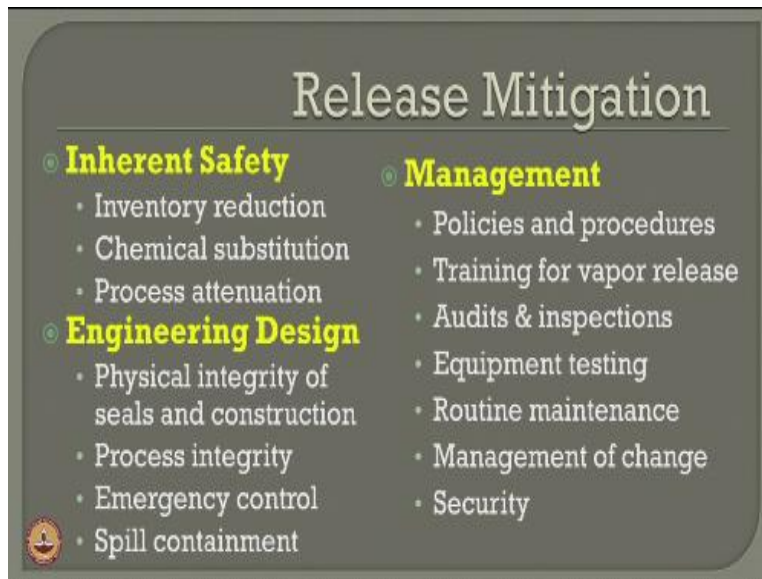 Release Mitigation
Inherent Safety
• Inventory reduction
• Chemical substitution
• Process attenuation
Engineering Design
• Physical integrity of
seals and construction
• Process integrity
• Emergency control
• Spill containment
Management
• Policies and procedures
• Training for vapor release
• Audits & inspections
• Equipment testing
• Routine maintenance
• Management of change
• Security